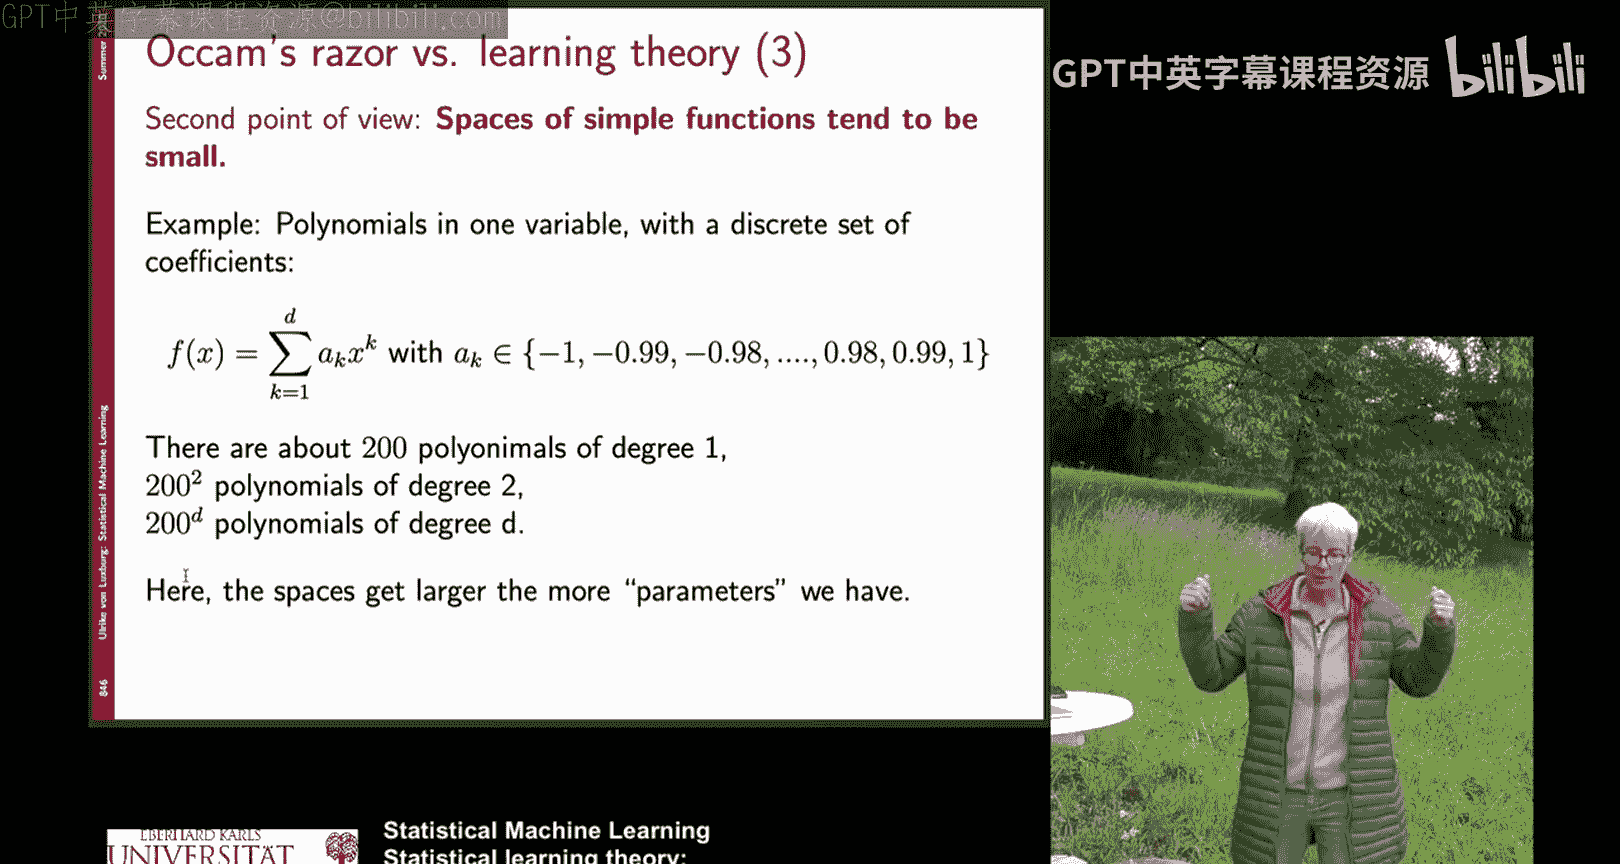 GPT中英字幕课程资源@bilibili.com
GPT中英字幕课程资源 bilibili
Summer
Occam's razor vs. learning theory (3)
Second point of view: Spaces of simple functions tend to be
small.
Example: Polynomials in one variable, with a discrete set of
coefficients:
f(x) = \sum_{k=1}^{d} a_k x^k with a_k ∈ {−1, −0.99, −0.98, ...., 0.98, 0.99, 1}
There are about 200 polyonimals of degree 1,
200² polynomials of degree 2,
200^d polynomials of degree d.
Here, the spaces get larger the more “parameters” we have.
Ulrike von Luxburg: Statistical Machine Learning
846
EBERHARD KARLS
UNIVERSITÄT
Statistical Machine Learning
Statistical learning theory: